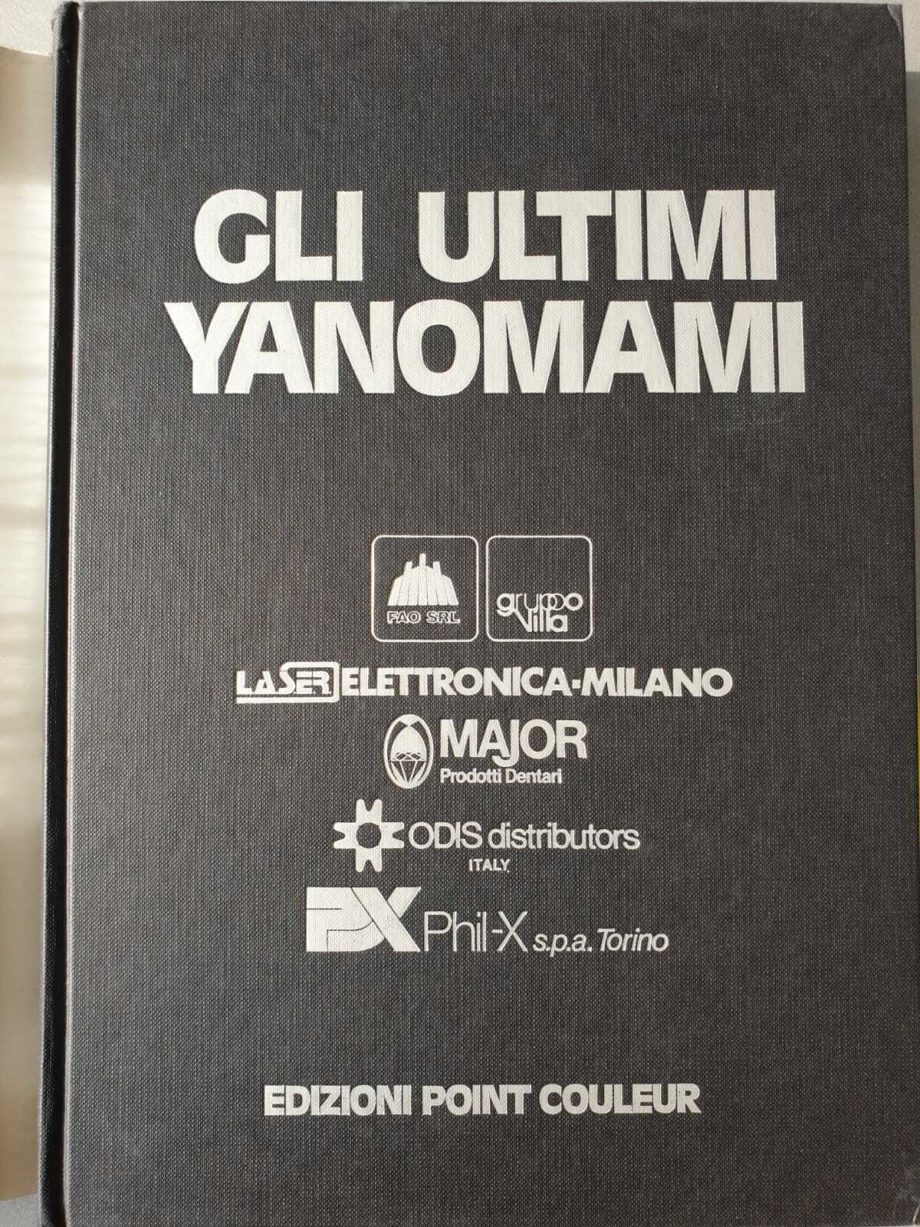 GLI ULTIMI
YANOMAMI
FAO SRL
gruppo
Villa
LASER ELETTRONICA-MILANO
MAJOR
Prodotti Dentari
ODIS distributors
ITALY
PX Phil-X s.p.a. Torino
EDIZIONI POINT COULEUR